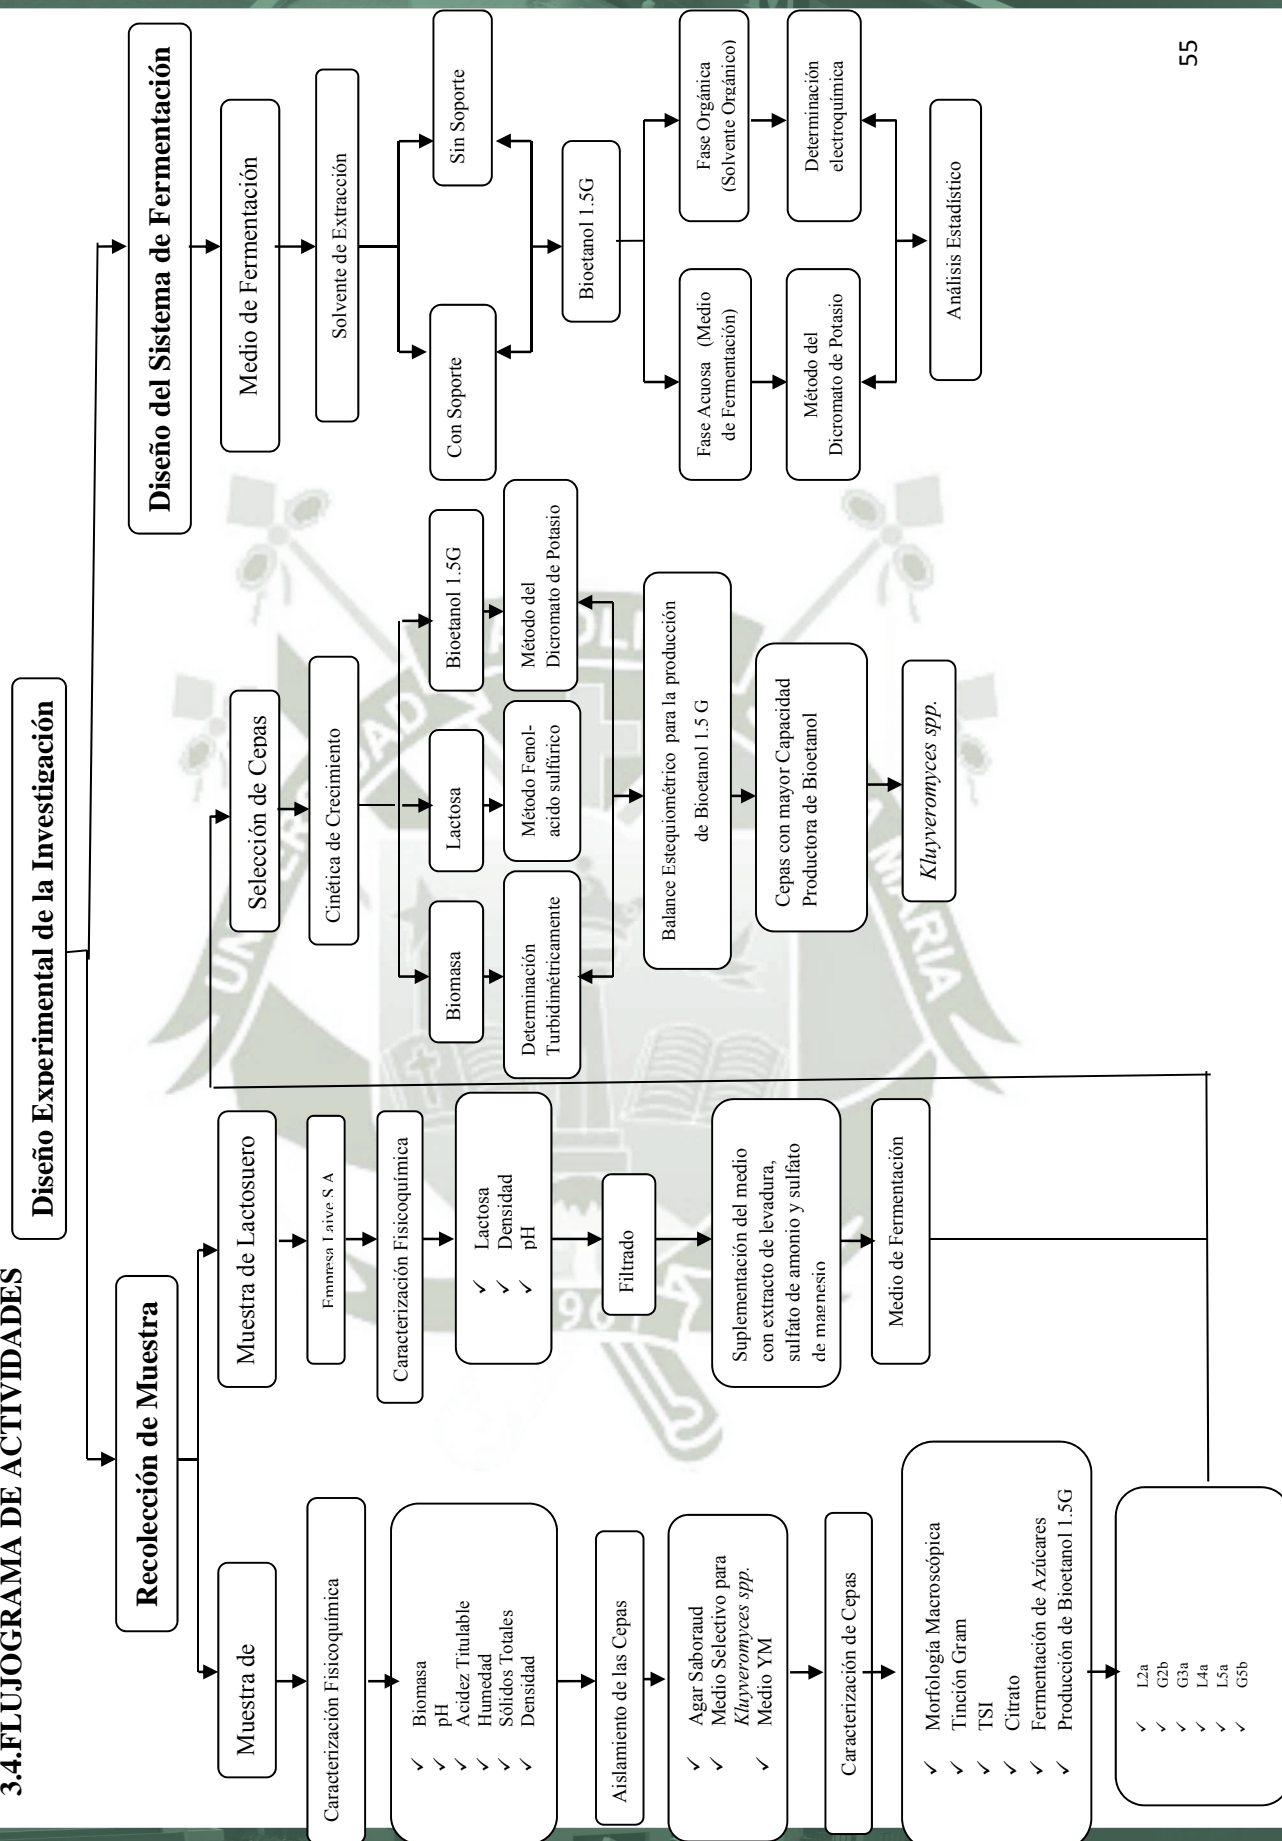 3.4.FLUJOGRAMA DE ACTIVIDADES
Diseño Experimental de la Investigación
Recolección de Muestra
Muestra de
Caracterización Fisicoquímica
✓ Biomasa
✓ pH
✓ Acidez Titulable
✓ Humedad
✓ Sólidos Totales
✓ Densidad
Aislamiento de las Cepas
✓ Agar Saboraud
✓ Medio Selectivo para
Kluyveromyces spp.
✓ Medio YM
Caracterización de Cepas
✓ Morfología Macroscópica
✓ Tinción Gram
✓ TSI
✓ Citrato
✓ Fermentación de Azúcares
✓ Producción de Bioetanol 1.5G
✓ L2a
✓ G2b
✓ G3a
✓ L4a
✓ L5a
✓ G5b
Muestra de Lactosuero
Empresa Laive S A
Caracterización Fisicoquímica
✓ Lactosa
✓ Densidad
✓ pH
Filtrado
Suplementación del medio
con extracto de levadura,
sulfato de amonio y sulfato
de magnesio
Medio de Fermentación
Selección de Cepas
Cinética de Crecimiento
Biomasa
Lactosa
Bioetanol 1.5G
Determinación
Turbidimétricamente
Método Fenol-
acido sulfúrico
Método del
Dicromato de Potasio
Balance Estequiométrico para la producción
de Bioetanol 1.5 G
Cepas con mayor Capacidad
Productora de Bioetanol
Kluyveromyces spp.
Diseño del Sistema de Fermentación
Medio de Fermentación
Solvente de Extracción
Con Soporte
Sin Soporte
Bioetanol 1.5G
Fase Acuosa (Medio
de Fermentación)
Fase Orgánica
(Solvente Orgánico)
Método del
Dicromato de Potasio
Determinación
electroquímica
Análisis Estadístico
55